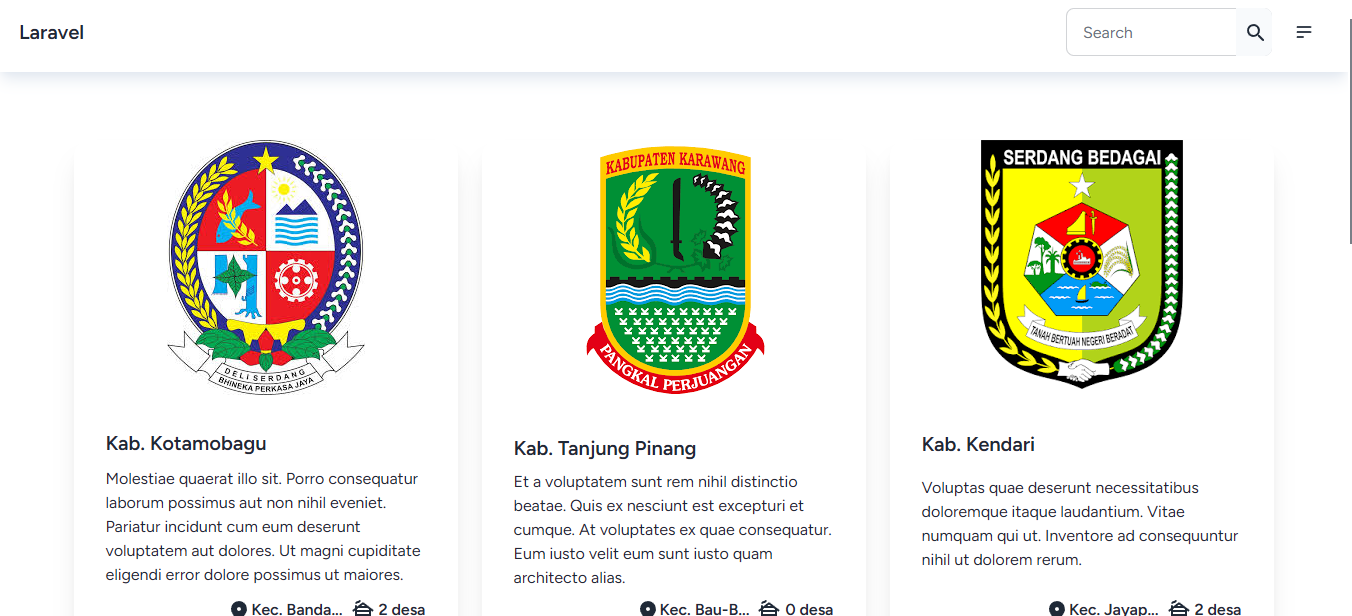 Laravel
Search
DELI SERDANG
BHINEKA PERKASA JAYA
KABUPATEN KARAWANG
PANGKAL PERJUANGAN
SERDANG BEDAGAI
TANAH BERTUAH NEGERI BERADAT
Kab. Kotamobagu
Molestiae quaerat illo sit. Porro consequatur
laborum possimus aut non nihil eveniet.
Pariatur incidunt cum eum deserunt
voluptatem aut dolores. Ut magni cupiditate
eligendi error dolore possimus ut maiores.
Kec. Banda... 2 desa
Kab. Tanjung Pinang
Et a voluptatem sunt rem nihil distinctio
beatae. Quis ex nesciunt est excepturi et
cumque. At voluptates ex quae consequatur.
Eum iusto velit eum sunt iusto quam
architecto alias.
Kec. Bau-B... 0 desa
Kab. Kendari
Voluptas quae deserunt necessitatibus
doloremque itaque laudantium. Vitae
numquam qui ut. Inventore ad consequuntur
nihil ut dolorem rerum.
Kec. Jayap... 2 desa